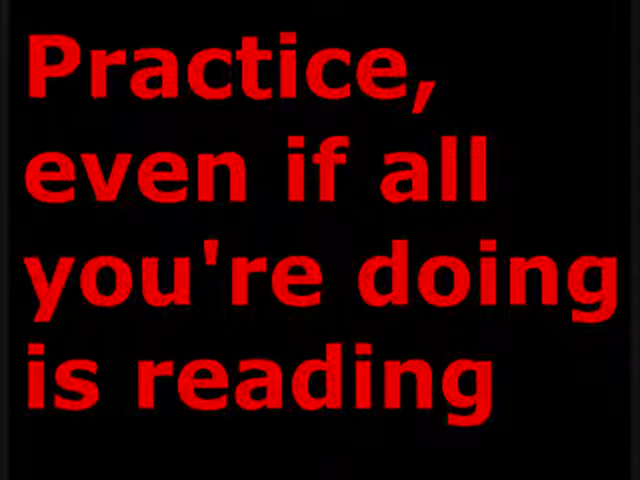 Practice,
even if all
you're doing
is reading